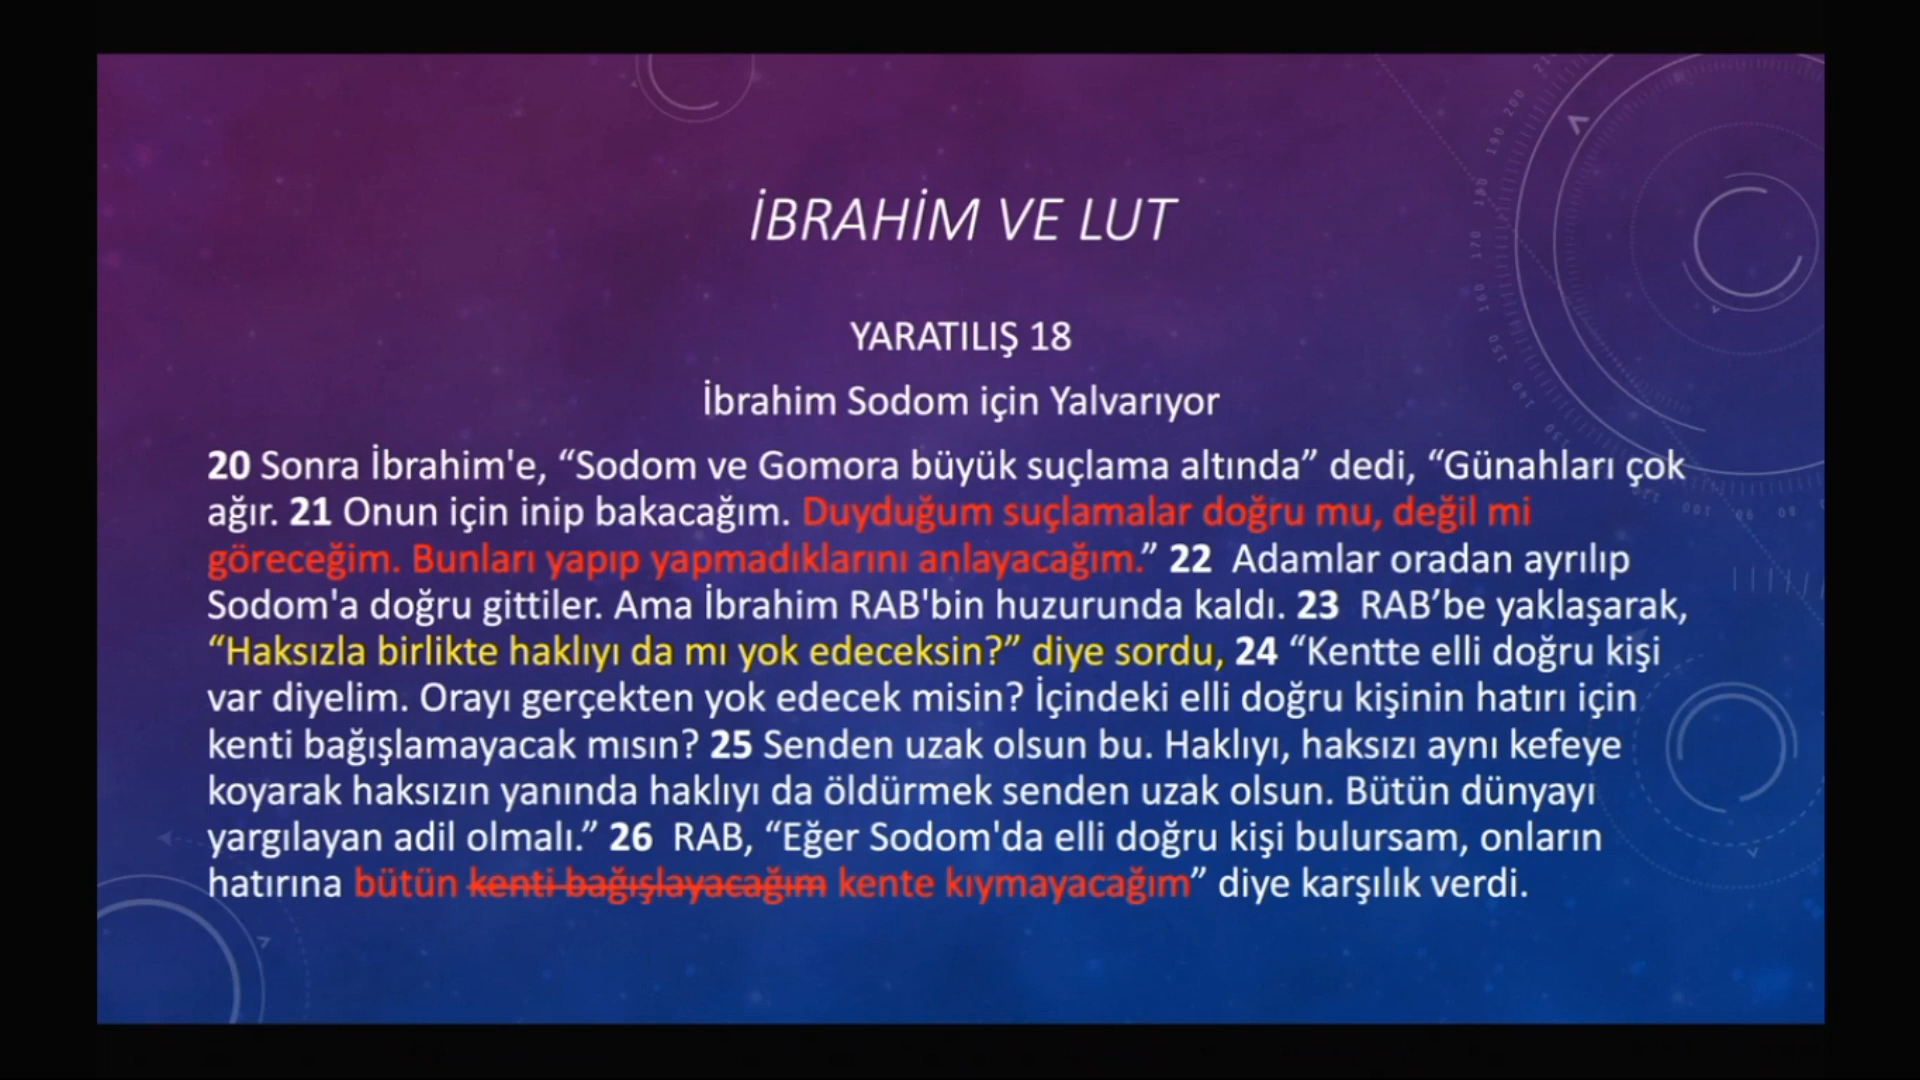 İBRAHİM VE LUT
YARATILIŞ 18
İbrahim Sodom için Yalvarıyor
20 Sonra İbrahim'e, “Sodom ve Gomora büyük suçlama altında” dedi, “Günahları çok
ağır. 21 Onun için inip bakacağım. Duyduğum suçlamalar doğru mu, değil mi
göreceğim. Bunları yapıp yapmadıklarını anlayacağım.” 22 Adamlar oradan ayrılıp
Sodom'a doğru gittiler. Ama İbrahim RAB'bin huzurunda kaldı. 23 RAB’be yaklaşarak,
“Haksızla birlikte haklıyı da mı yok edeceksin?” diye sordu, 24 “Kentte elli doğru kişi
var diyelim. Orayı gerçekten yok edecek misin? İçindeki elli doğru kişinin hatırı için
kenti bağışlamayacak mısın? 25 Senden uzak olsun bu. Haklıyı, haksızı aynı kefeye
koyarak haksızın yanında haklıyı da öldürmek senden uzak olsun. Bütün dünyayı
yargılayan adil olmalı.” 26 RAB, “Eğer Sodom'da elli doğru kişi bulursam, onların
hatırına bütün kenti bağışlayacağım kente kıymayacağım” diye karşılık verdi.